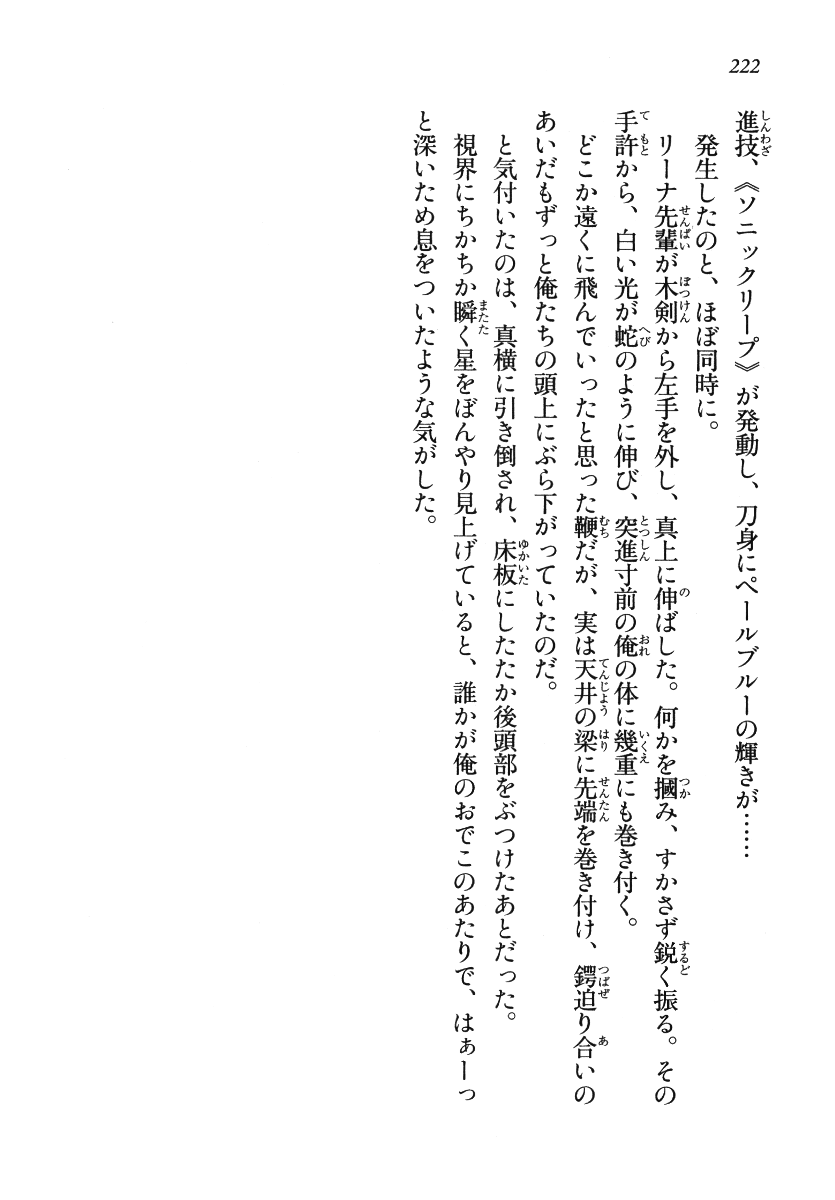 222
進技、《ソニックリープ》が発動し、刀身にペールブルーの輝きが……
発生したのと、ほぼ同時に。
リーナ先輩が木剣から左手を外し、真上に伸ばした。何かを摑み、すかさず鋭く振る。その
手許から、白い光が蛇のように伸び、突進寸前の俺の体に幾重にも巻き付く。
どこか遠くに飛んでいったと思った鞭だが、実は天井の梁に先端を巻き付け、鍔迫り合いの
あいだもずっと俺たちの頭上にぶら下がっていたのだ。
と気付いたのは、真横に引き倒され、床板にしたたか後頭部をぶつけたあとだった。
視界にちかちか瞬く星をぼんやり見上げていると、誰かが俺のおでこのあたりで、はぁーっ
と深いため息をついたような気がした。